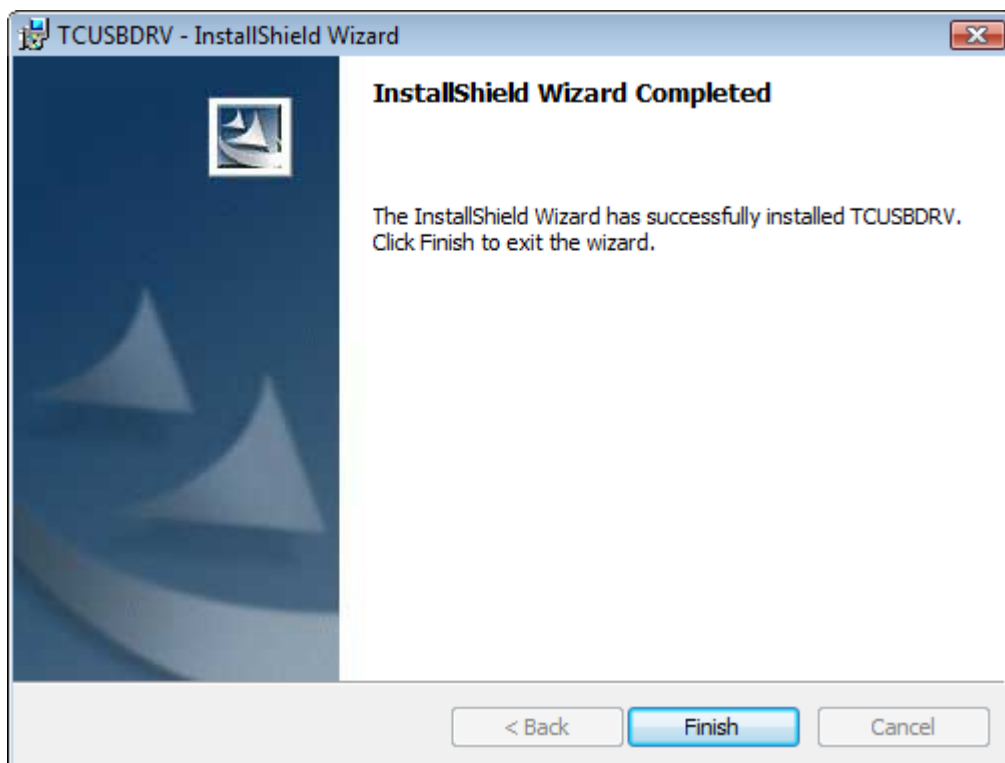 TCUSBDRV - InstallShield Wizard
InstallShield Wizard Completed
The InstallShield Wizard has successfully installed TCUSBDRV.
Click Finish to exit the wizard.
< Back
Finish
Cancel